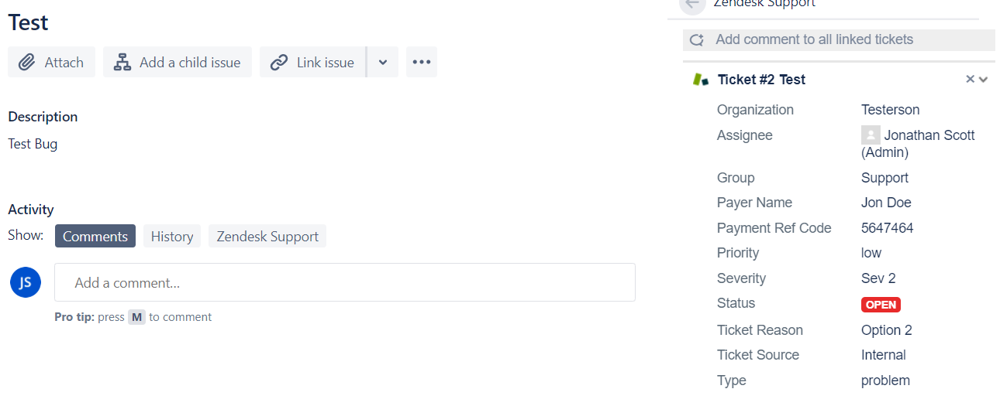 Test
Attach
Add a child issue
Link issue
Description
Test Bug
Activity
Show: Comments History Zendesk Support
JS
Add a comment...
Pro tip: press M to comment
Zendesk Support
Add comment to all linked tickets
Ticket #2 Test
Organization Testerson
Assignee Jonathan Scott
(Admin)
Group Support
Payer Name Jon Doe
Payment Ref Code 5647464
Priority low
Severity Sev 2
Status OPEN
Ticket Reason Option 2
Ticket Source Internal
Type problem